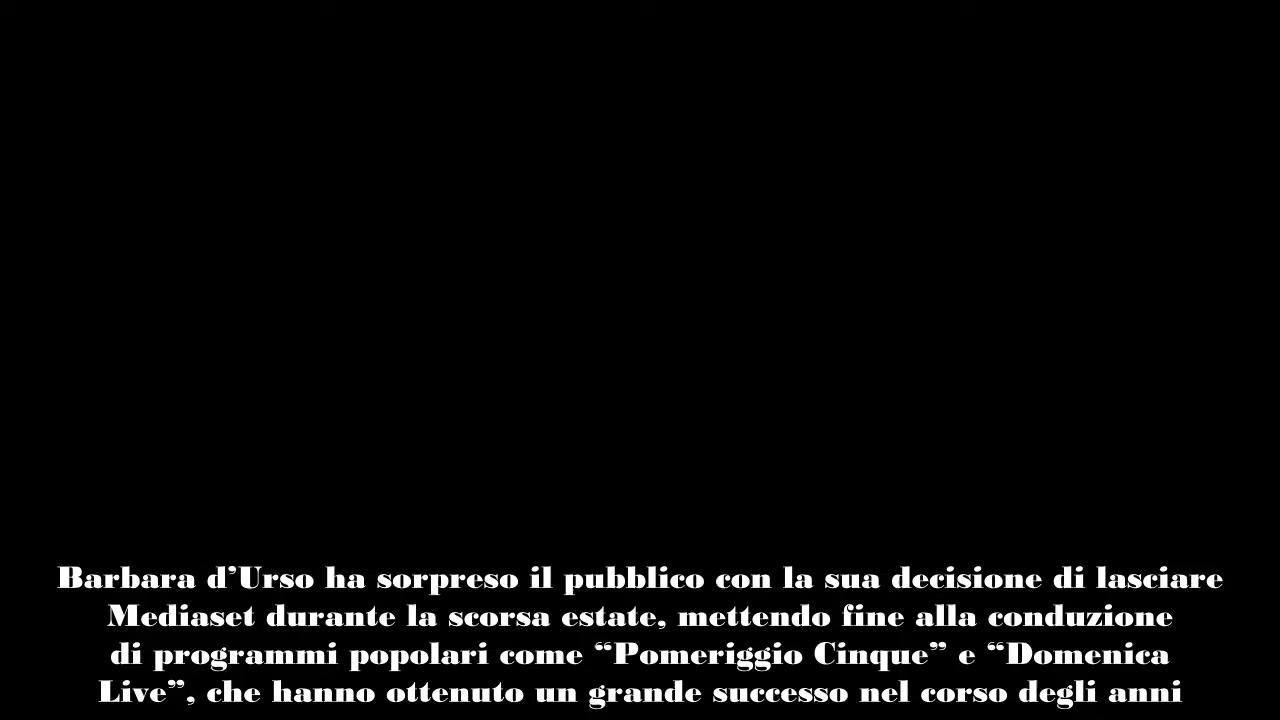 Barbara d’Urso ha sorpreso il pubblico con la sua decisione di lasciare
Mediaset durante la scorsa estate, mettendo fine alla conduzione
di programmi popolari come “Pomeriggio Cinque” e “Domenica
Live”, che hanno ottenuto un grande successo nel corso degli anni